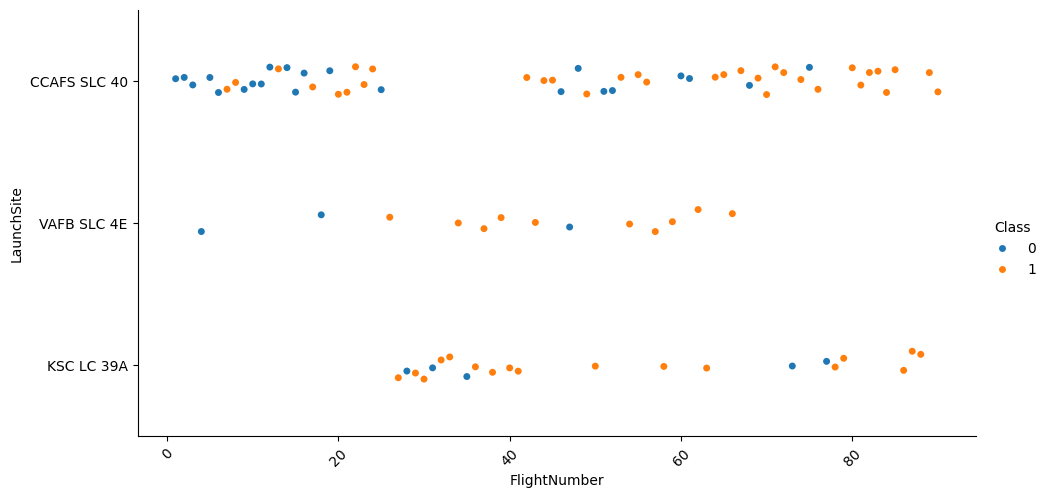 CCAFS SLC 40
VAFB SLC 4E
KSC LC 39A
LaunchSite
0
20
40
60
80
FlightNumber
Class
0
1